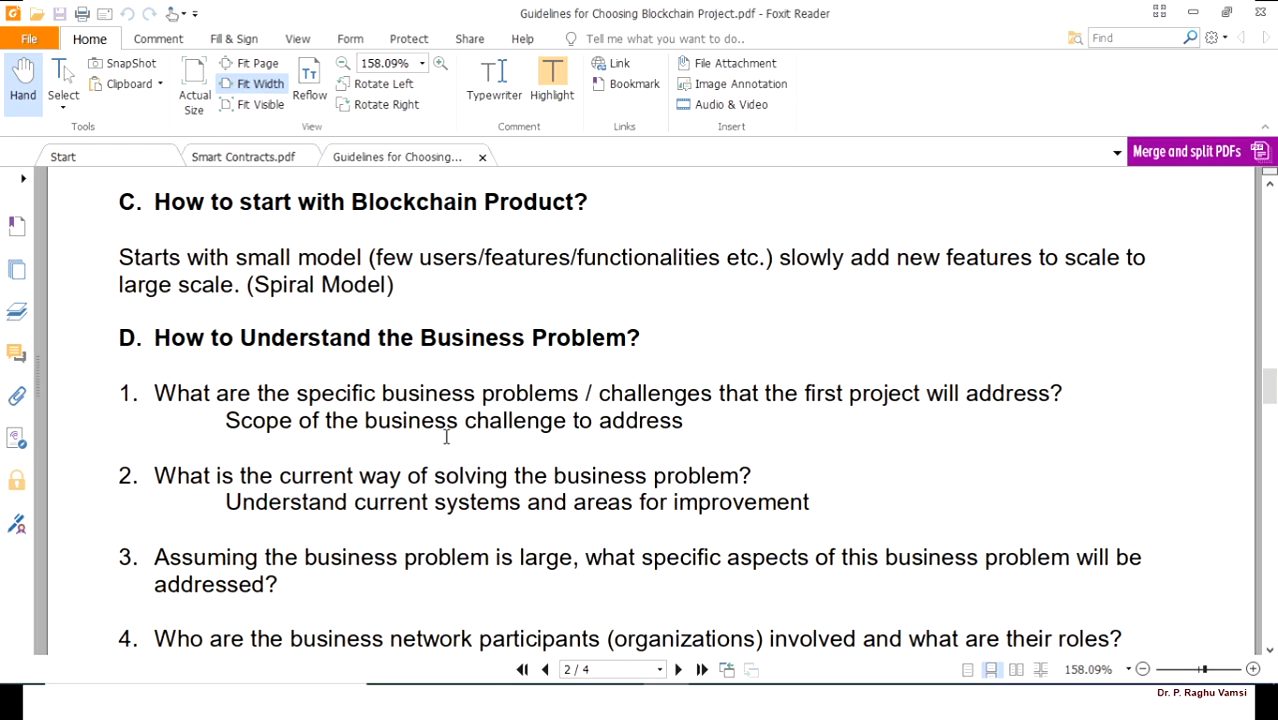 Guidelines for Choosing Blockchain Project.pdf - Foxit Reader
File Home Comment Fill & Sign View Form Protect Share Help Tell me what you want to do.. Find
Hand
Select
SnapShot
Clipboard
Tools
Actual Size
Fit Page
Fit Width
Fit Visible
Reflow
158.09%
Rotate Left
Rotate Right
View
Typewriter
Highlight
Comment
Link
Bookmark
Links
File Attachment
Image Annotation
Audio & Video
Insert
Start Smart Contracts.pdf Guidelines for Choosing... Merge and split PDFs
C. How to start with Blockchain Product?
Starts with small model (few users/features/functionalities etc.) slowly add new features to scale to
large scale. (Spiral Model)
D. How to Understand the Business Problem?
1. What are the specific business problems / challenges that the first project will address?
Scope of the business challenge to address
2. What is the current way of solving the business problem?
Understand current systems and areas for improvement
3. Assuming the business problem is large, what specific aspects of this business problem will be
addressed?
4. Who are the business network participants (organizations) involved and what are their roles?
2 / 4 158.09%
Dr. P. Raghu Vamsi